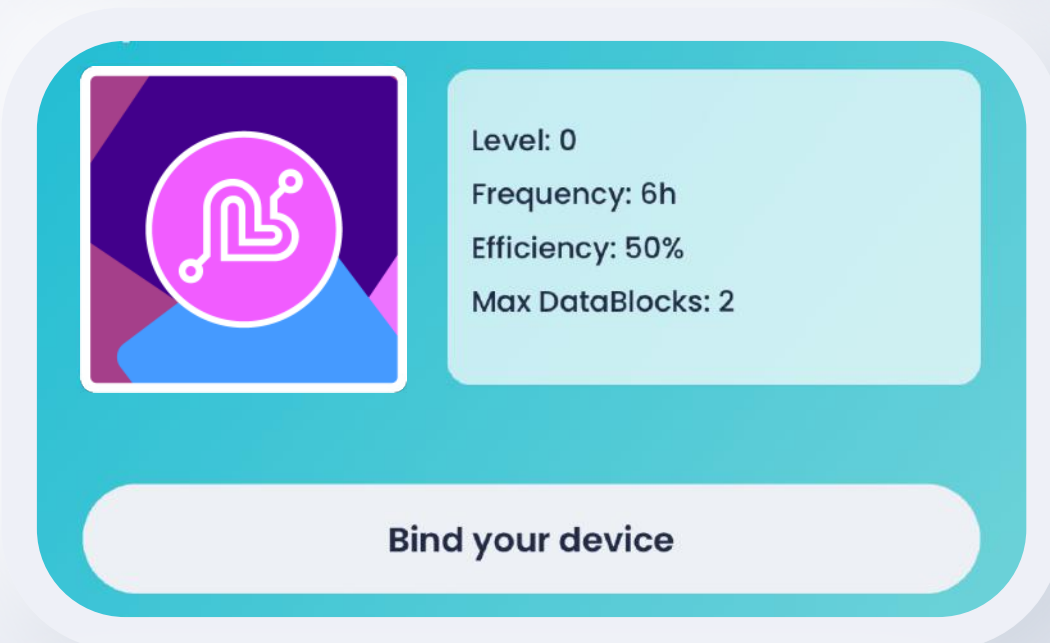 Level: 0
Frequency: 6h
Efficiency: 50%
Max DataBlocks: 2
Bind your device